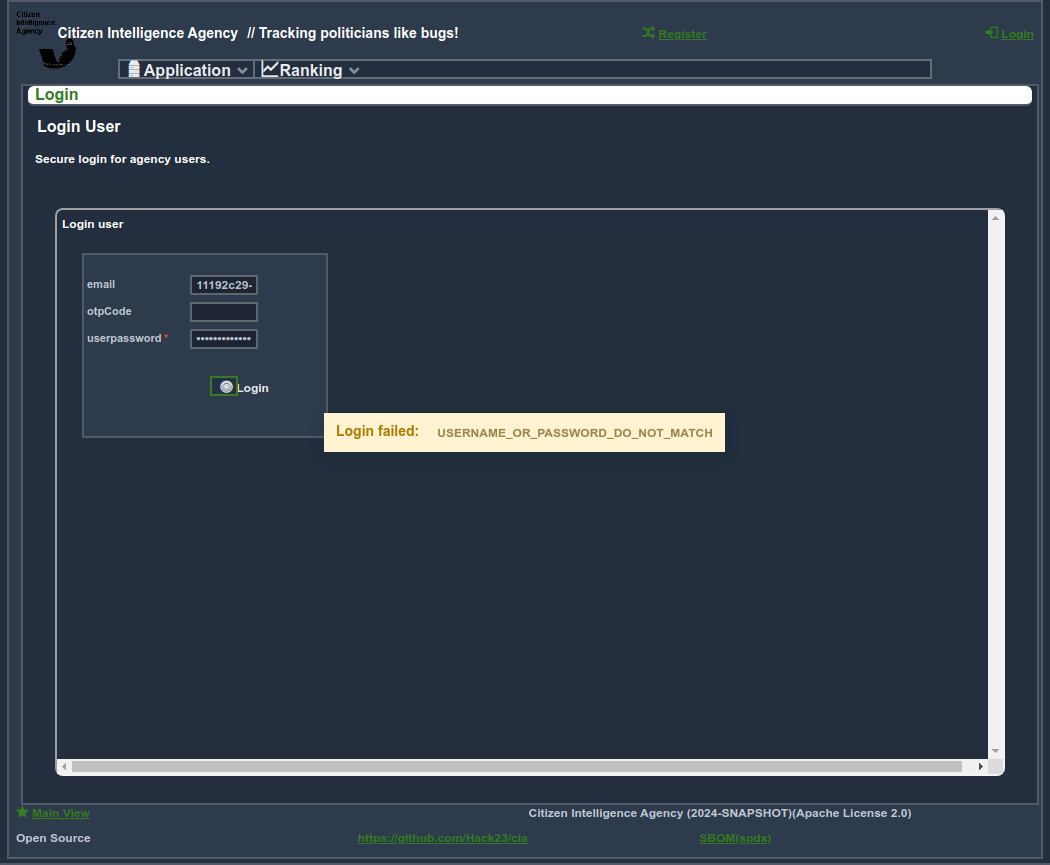 Citizen
Intelligence
Agency
Citizen Intelligence Agency // Tracking politicians like bugs!
Register
Login
Application
Ranking
Login
Login User
Secure login for agency users.
Login user
email 11192c29-
otpCode
userpassword * •••••••••••••
Login
Login failed: USERNAME_OR_PASSWORD_DO_NOT_MATCH
Main View
Citizen Intelligence Agency (2024-SNAPSHOT)(Apache License 2.0)
Open Source
https://github.com/Hack23/cia
SBOM(spdx)